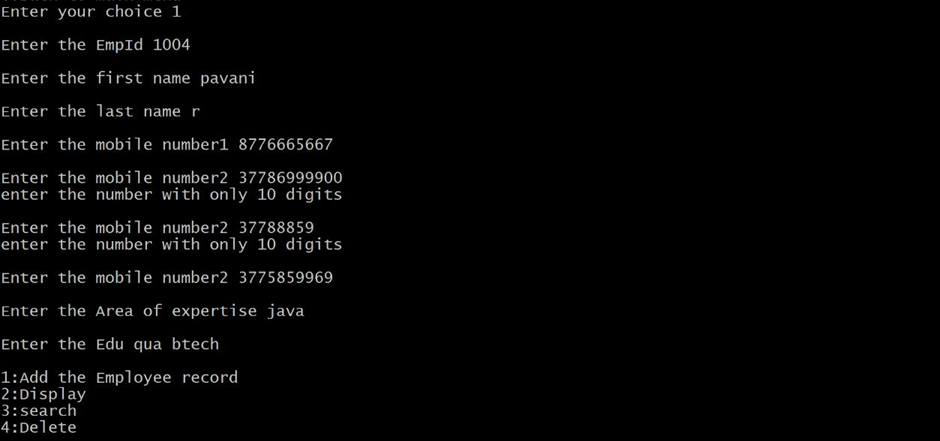 Enter your choice 1
Enter the EmpId 1004
Enter the first name pavani
Enter the last name r
Enter the mobile number1 8776665667
Enter the mobile number2 37786999900
enter the number with only 10 digits
Enter the mobile number2 37788859
enter the number with only 10 digits
Enter the mobile number2 3775859969
Enter the Area of expertise java
Enter the Edu qua btech
1:Add the Employee record
2:Display
3:search
4:Delete